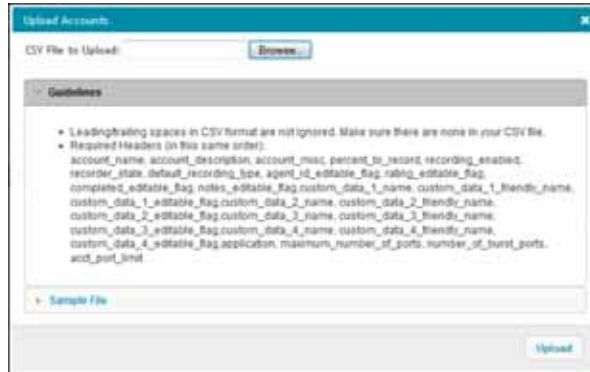 Upload Accounts
CSV File to Upload: Browse...
Guidelines
Leading/trailing spaces in CSV format are not ignored. Make sure there are none in your CSV file.
Required Headers (in this same order):
account_name, account_description, account_misc, percent_to_record, recording_enabled,
recorder_state, default_recording_type, agent_id_editable_flag, rating_editable_flag,
completed_editable_flag, notes_editable_flag,custom_data_1_name, custom_data_1_friendly_name,
custom_data_1_editable_flag,custom_data_2_name, custom_data_2_friendly_name,
custom_data_2_editable_flag,custom_data_3_name, custom_data_3_friendly_name,
custom_data_3_editable_flag,custom_data_4_name, custom_data_4_friendly_name,
custom_data_4_editable_flag,application, maximum_number_of_ports, number_of_burst_ports,
acct_port_limit
Sample File
Upload